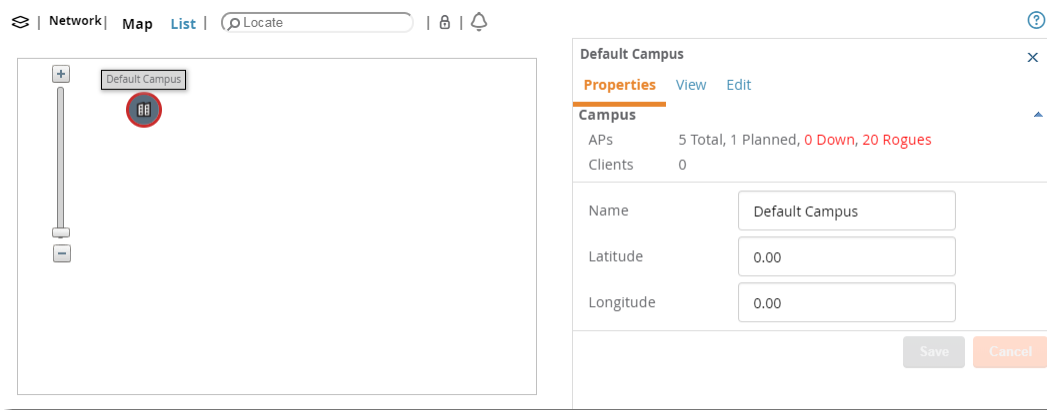 Network Map List Locate
Default Campus
Default Campus
Properties View Edit
Campus
APs 5 Total, 1 Planned, 0 Down, 20 Rogues
Clients 0
Name Default Campus
Latitude 0.00
Longitude 0.00
Save Cancel